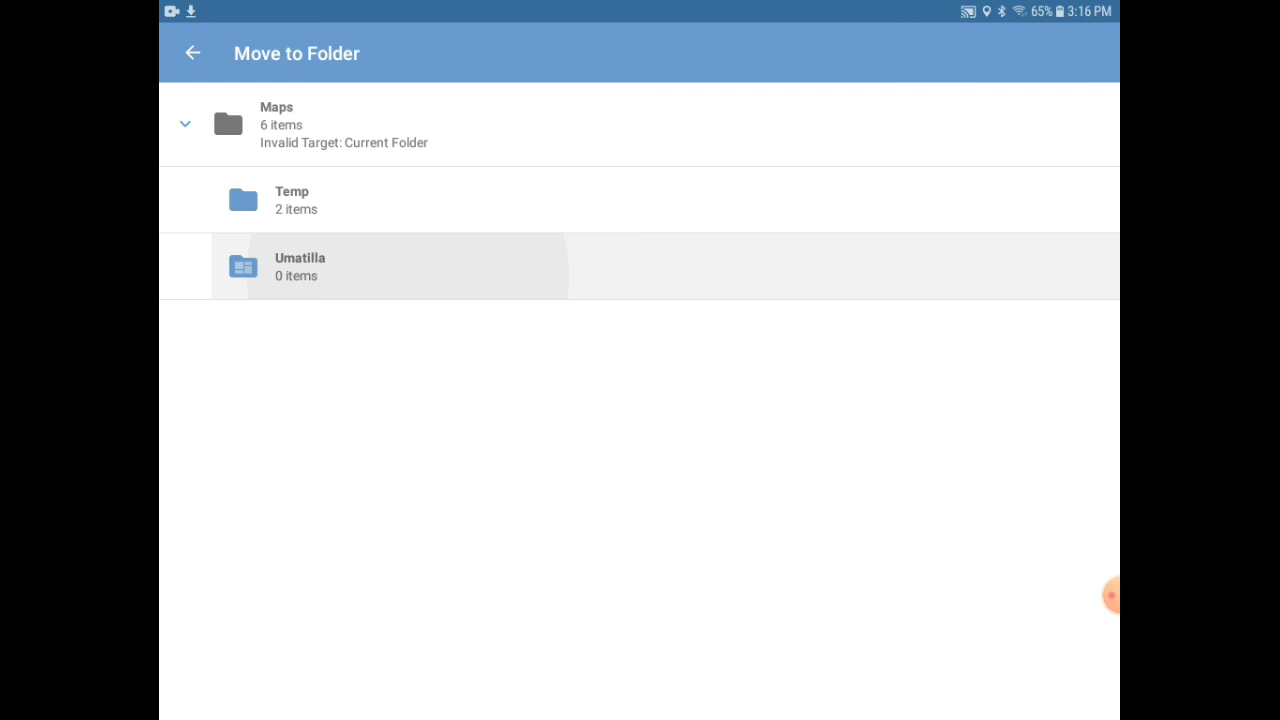 65% 3:16 PM
Move to Folder
Maps
6 items
Invalid Target: Current Folder
Temp
2 items
Umatilla
0 items